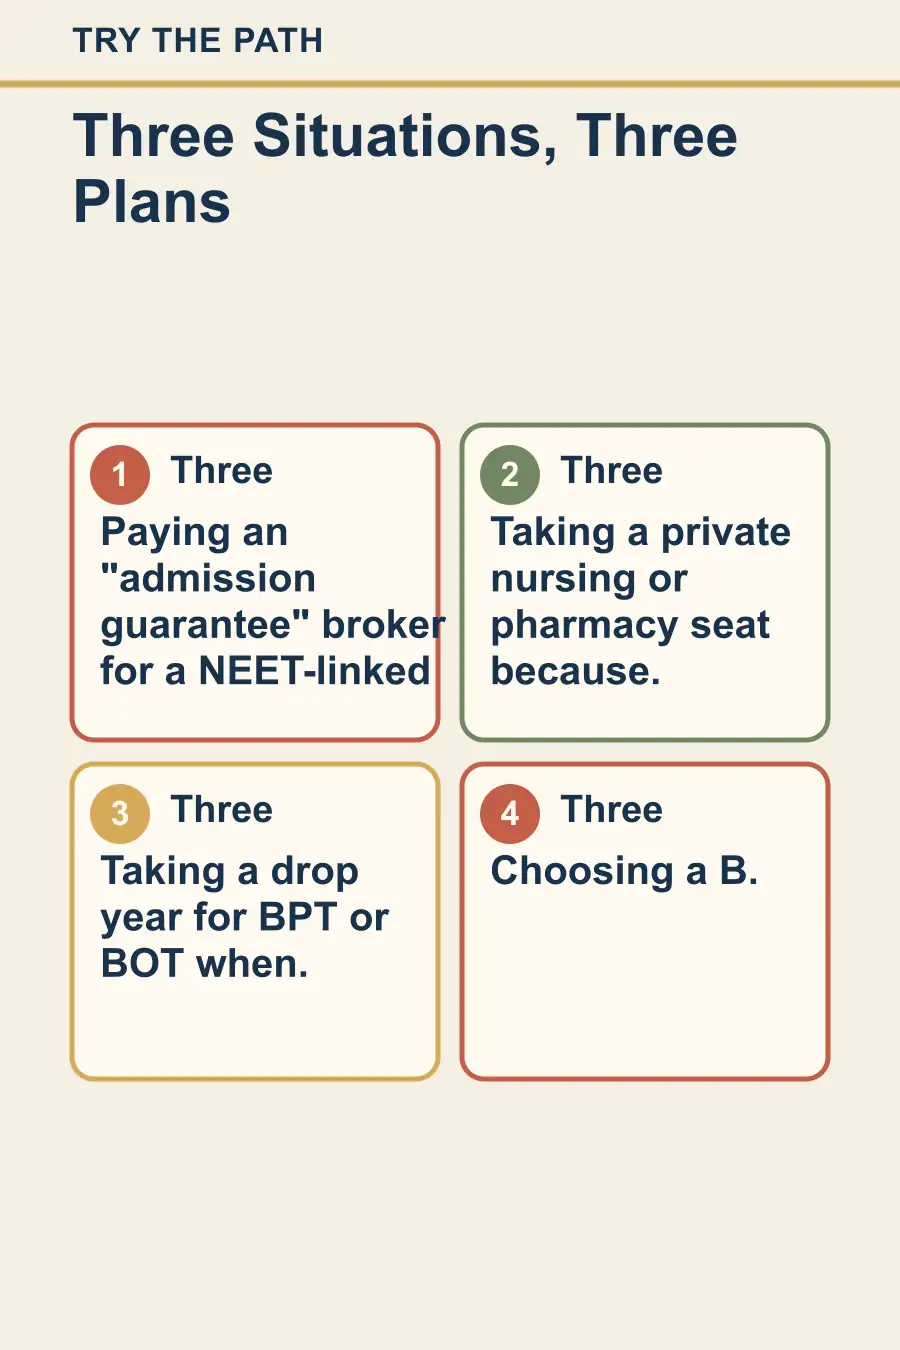 TRY THE PATH
Three Situations, Three
Plans
1 Three
Paying an
"admission
guarantee" broker
for a NEET-linked
2 Three
Taking a private
nursing or
pharmacy seat
because.
3 Three
Taking a drop
year for BPT or
BOT when.
4 Three
Choosing a B.